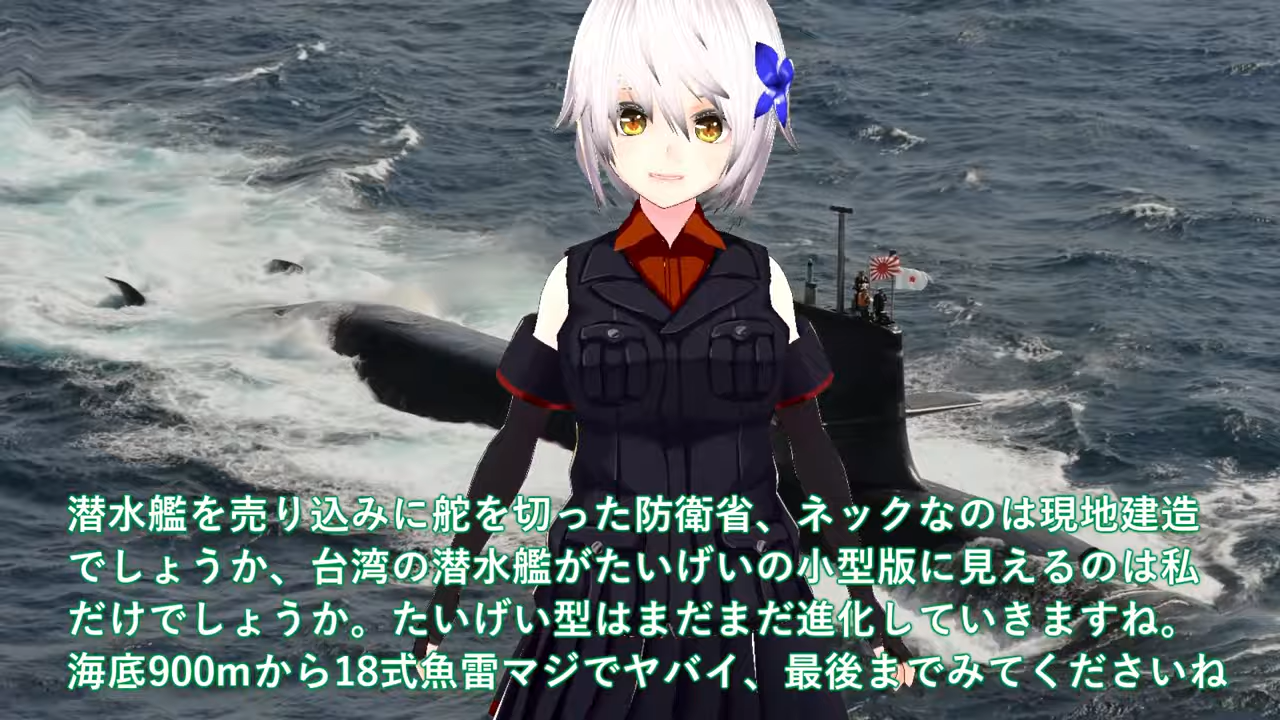 潜水艦を売り込みに舵を切った防衛省、ネックなのは現地建造
でしょうか、台湾の潜水艦がたいげいの小型版に見えるのは私
だけでしょうか。たいげい型はまだまだ進化していきますね。
海底900mから18式魚雷マジでヤバイ、最後までみてくださいね